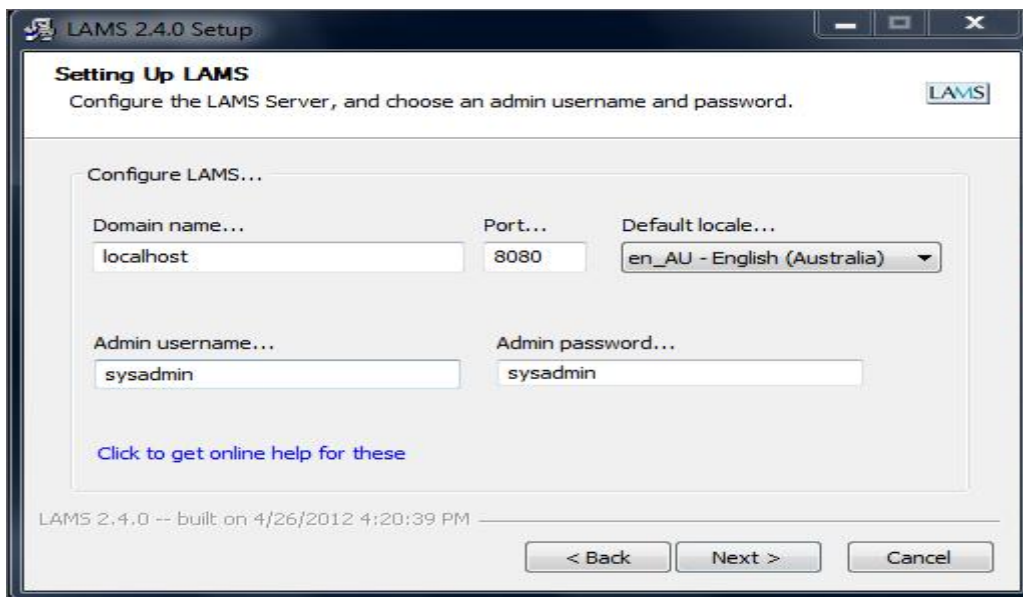 LAMS 2.4.0 Setup
Setting Up LAMS
Configure the LAMS Server, and choose an admin username and password.
LAMS
Configure LAMS...
Domain name... Port... Default locale...
localhost 8080 en_AU - English (Australia)
Admin username... Admin password...
sysadmin sysadmin
Click to get online help for these
LAMS 2.4.0 -- built on 4/26/2012 4:20:39 PM
< Back Next > Cancel